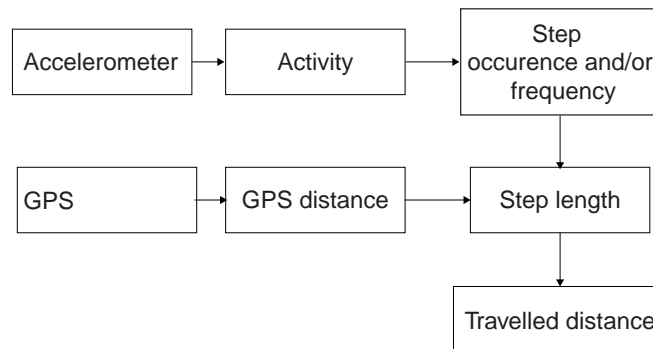 Accelerometer
Activity
Step
occurence and/or
frequency
GPS
GPS distance
Step length
Travelled distance